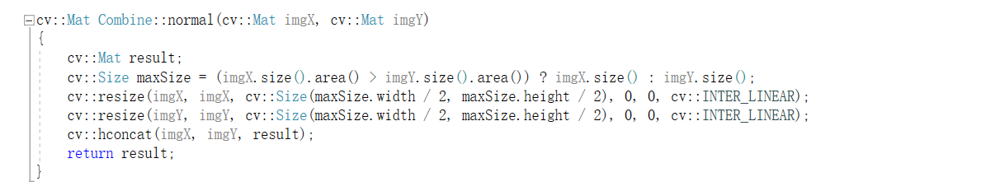 cv::Mat Combine::normal(cv::Mat imgX, cv::Mat imgY)
{
cv::Mat result;
cv::Size maxSize = (imgX.size().area() > imgY.size().area()) ? imgX.size() : imgY.size();
cv::resize(imgX, imgX, cv::Size(maxSize.width / 2, maxSize.height / 2), 0, 0, cv::INTER_LINEAR);
cv::resize(imgY, imgY, cv::Size(maxSize.width / 2, maxSize.height / 2), 0, 0, cv::INTER_LINEAR);
cv::hconcat(imgX, imgY, result);
return result;
}